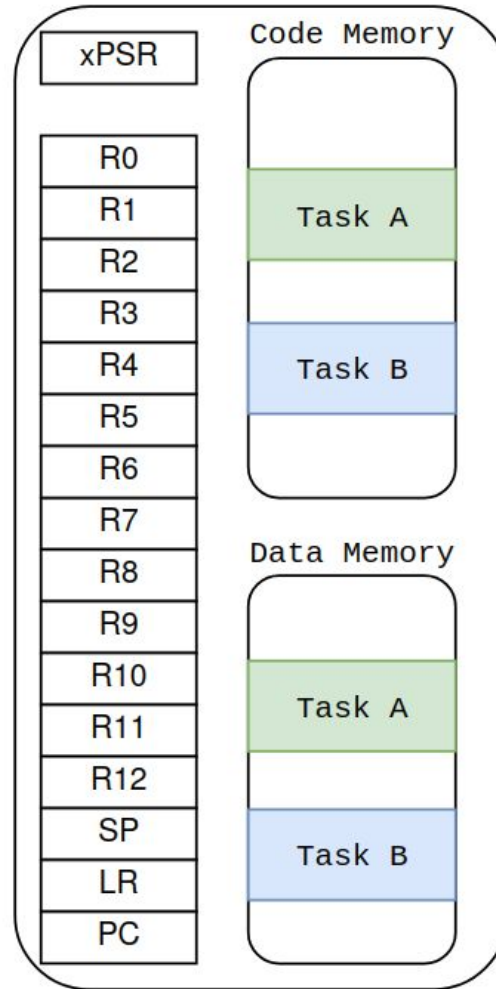 xPSR
R0
R1
R2
R3
R4
R5
R6
R7
R8
R9
R10
R11
R12
SP
LR
PC
Code Memory
Task A
Task B
Data Memory
Task A
Task B